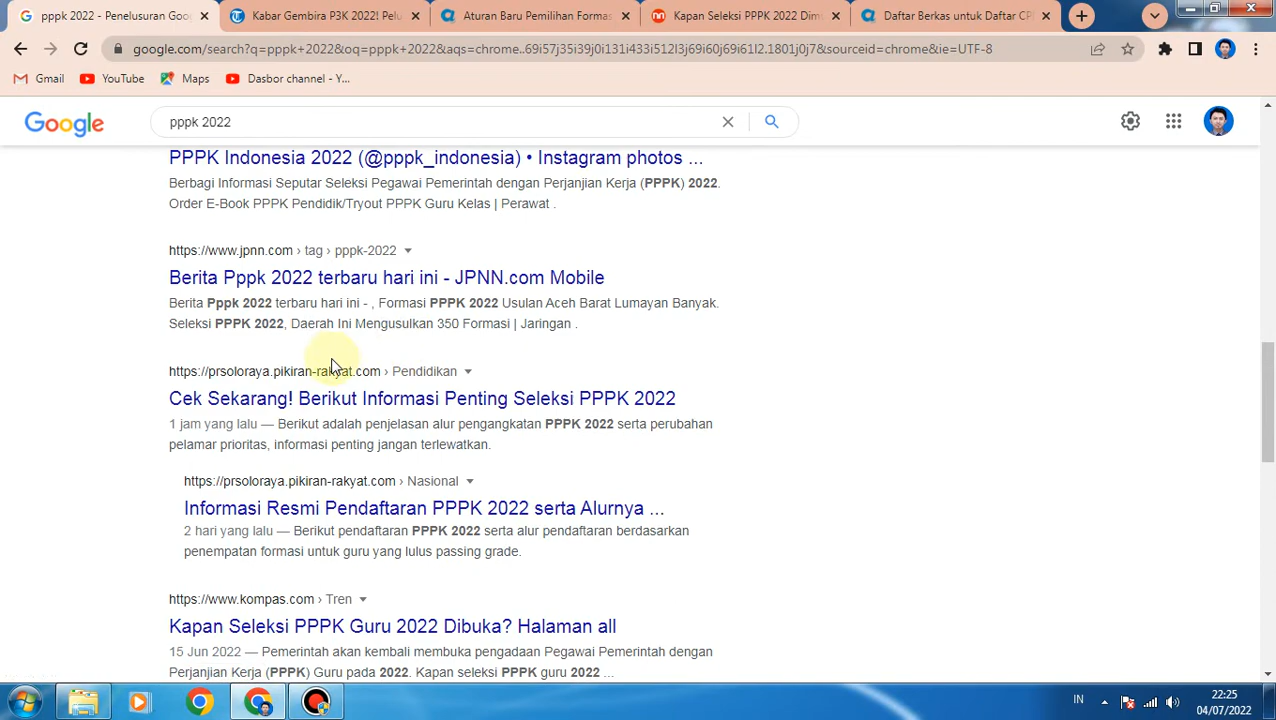 pppk 2022 - Penelusuran Goo
Kabar Gembira P3K 2022! Pelu
Aturan Baru Pemilihan Formas
Kapan Seleksi PPPK 2022 Dimu
Daftar Berkas untuk Daftar CP
google.com/search?q=pppk+2022&oq=pppk+2022&aqs=chrome..69i57j35i39j0i131i433i512l3j69i60j69i61l2.1801j0j7&sourceid=chrome&ie=UTF-8
Gmail
YouTube
Maps
Dasbor channel - Y...
Google
pppk 2022
PPPK Indonesia 2022 (@pppk_indonesia) • Instagram photos ...
Berbagi Informasi Seputar Seleksi Pegawai Pemerintah dengan Perjanjian Kerja (PPPK) 2022.
Order E-Book PPPK Pendidik/Tryout PPPK Guru Kelas | Perawat .
https://www.jpnn.com › tag › pppk-2022
Berita Pppk 2022 terbaru hari ini - JPNN.com Mobile
Berita Pppk 2022 terbaru hari ini - , Formasi PPPK 2022 Usulan Aceh Barat Lumayan Banyak.
Seleksi PPPK 2022, Daerah Ini Mengusulkan 350 Formasi | Jaringan .
https://prsoloraya.pikiran-rakyat.com › Pendidikan
Cek Sekarang! Berikut Informasi Penting Seleksi PPPK 2022
1 jam yang lalu — Berikut adalah penjelasan alur pengangkatan PPPK 2022 serta perubahan
pelamar prioritas, informasi penting jangan terlewatkan.
https://prsoloraya.pikiran-rakyat.com › Nasional
Informasi Resmi Pendaftaran PPPK 2022 serta Alurnya ...
2 hari yang lalu — Berikut pendaftaran PPPK 2022 serta alur pendaftaran berdasarkan
penempatan formasi untuk guru yang lulus passing grade.
https://www.kompas.com › Tren
Kapan Seleksi PPPK Guru 2022 Dibuka? Halaman all
15 Jun 2022 — Pemerintah akan kembali membuka pengadaan Pegawai Pemerintah dengan
Perjanjian Kerja (PPPK) Guru pada 2022. Kapan seleksi PPPK guru 2022 ...
IN
22:25
04/07/2022